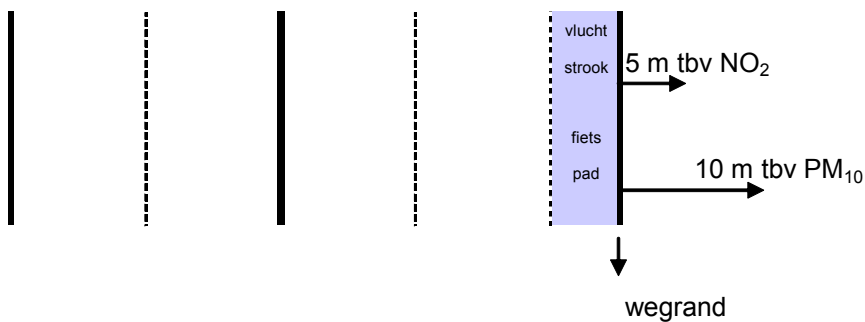 vlucht
strook
5 m tbv NO₂
fiets
pad
10 m tbv PM₁₀
wegrand